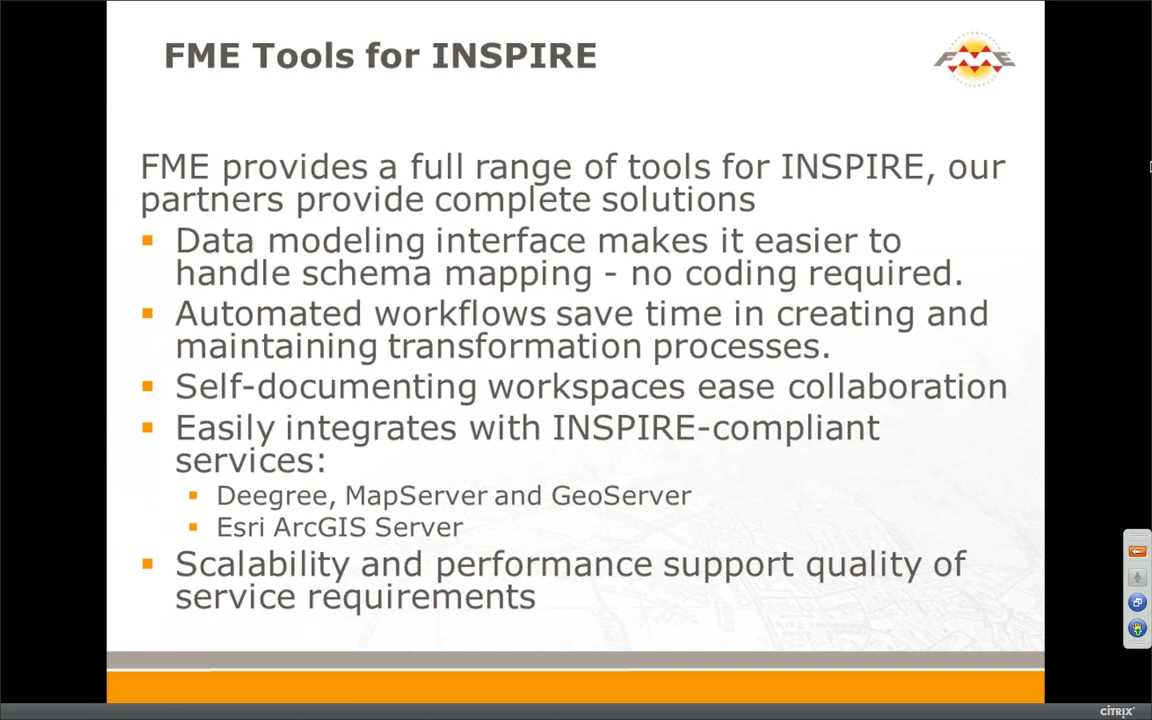 FME Tools for INSPIRE
FME
FME provides a full range of tools for INSPIRE, our
partners provide complete solutions
Data modeling interface makes it easier to
handle schema mapping - no coding required.
Automated workflows save time in creating and
maintaining transformation processes.
Self-documenting workspaces ease collaboration
Easily integrates with INSPIRE-compliant
services:
Deegree, MapServer and GeoServer
Esri ArcGIS Server
Scalability and performance support quality of
service requirements
CITRIX